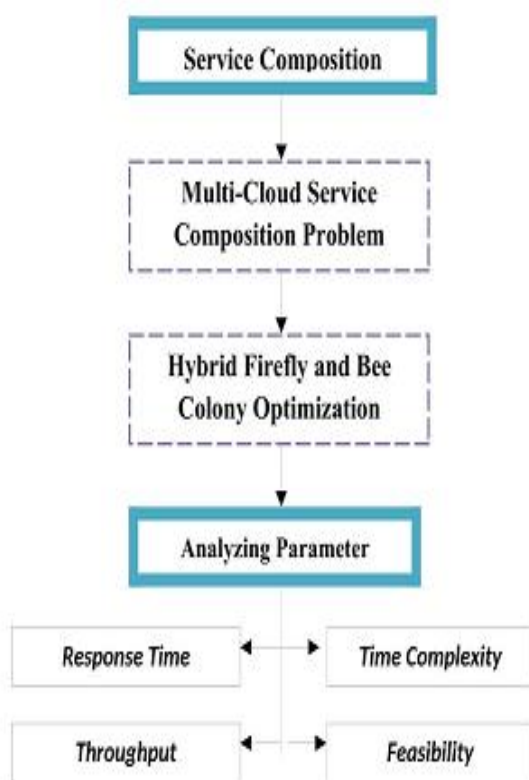 Service Composition
Multi-Cloud Service
Composition Problem
Hybrid Firefly and Bee
Colony Optimization
Analyzing Parameter
Response Time
Time Complexity
Throughput
Feasibility